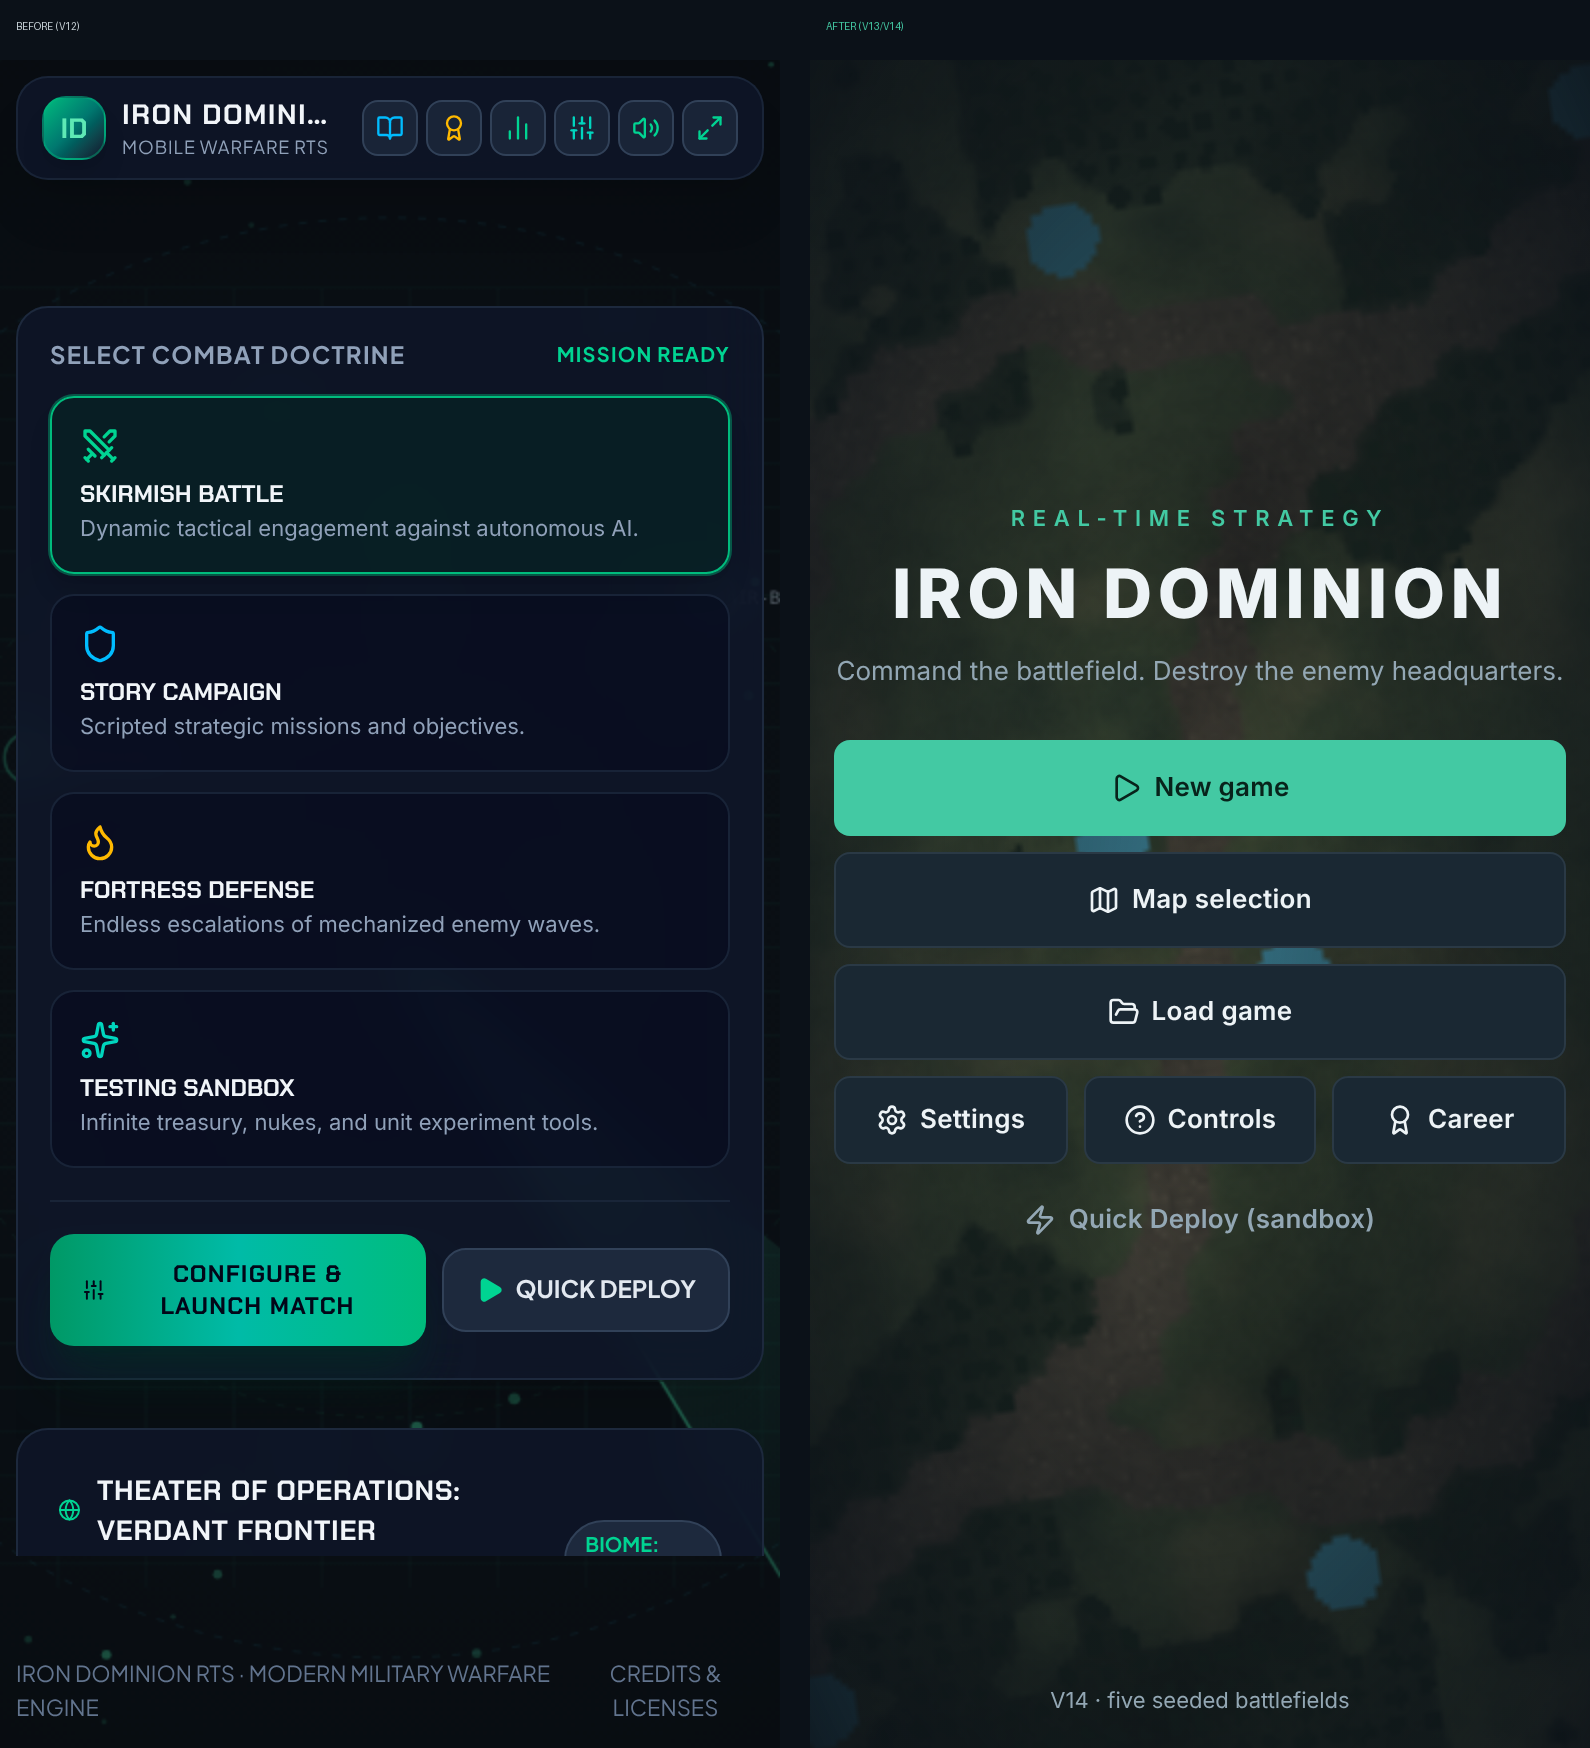 BEFORE (V12)
ID
IRON DOMINI...
MOBILE WARFARE RTS
SELECT COMBAT DOCTRINE
MISSION READY
SKIRMISH BATTLE
Dynamic tactical engagement against autonomous AI.
STORY CAMPAIGN
Scripted strategic missions and objectives.
FORTRESS DEFENSE
Endless escalations of mechanized enemy waves.
TESTING SANDBOX
Infinite treasury, nukes, and unit experiment tools.
CONFIGURE &
LAUNCH MATCH
QUICK DEPLOY
THEATER OF OPERATIONS:
VERDANT FRONTIER
BIOME:
IRON DOMINION RTS · MODERN MILITARY WARFARE
ENGINE
CREDITS &
LICENSES
AFTER (V13/V14)
REAL-TIME STRATEGY
IRON DOMINION
Command the battlefield. Destroy the enemy headquarters.
New game
Map selection
Load game
Settings
Controls
Career
Quick Deploy (sandbox)
V14 · five seeded battlefields